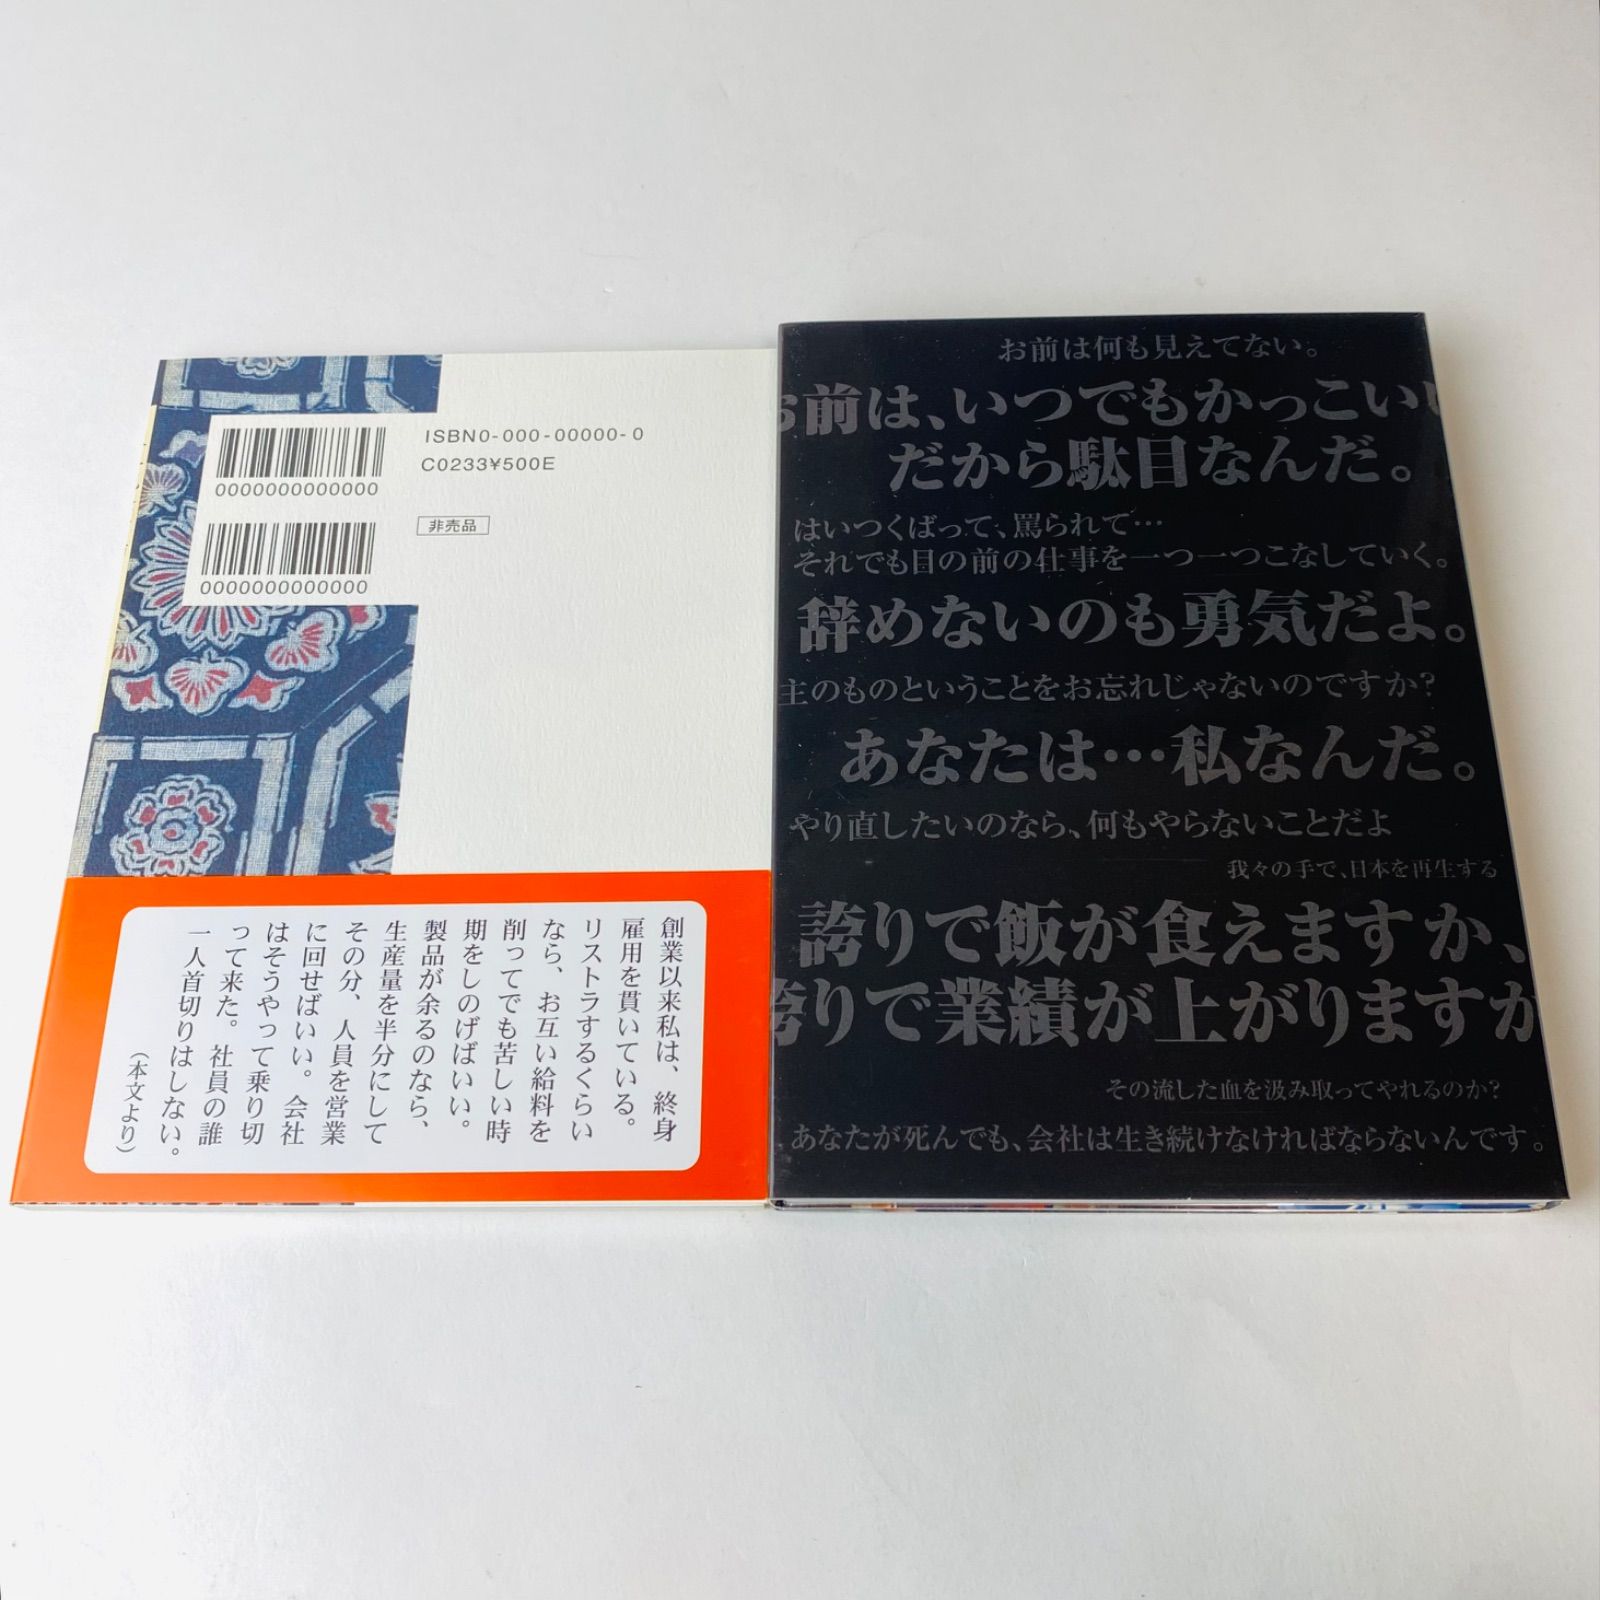 ISBN0-000-00000-0
C0233¥500E
0000000000000
非売品
0000000000000
創業以来私は、終身
雇用を貫いている。
リストラするくらい
なら、お互い給料を
削ってでも苦しい時
期をしのげばいい。
製品が余るのなら、
生産量を半分にして
その分、人員を営業
に回せばいい。会社
はそうやって乗り切
って来た。社員の誰
一人首切りはしない。
(本文より)
お前は何も見えてない。
お前は、いつでもかっこいい
だから駄目なんだ。
はいつくばって、罵られて…
それでも目の前の仕事を一つ一つこなしていく。
辞めないのも勇気だよ。
主のものということをお忘れじゃないのですか?
あなたは…私なんだ。
やり直したいのなら、何もやらないことだよ
我々の手で、日本を再生する
誇りで飯が食えますか、
誇りで業績が上がりますか
その流した血を汲み取ってやれるのか?
あなたが死んでも、会社は生き続けなければならないんです。